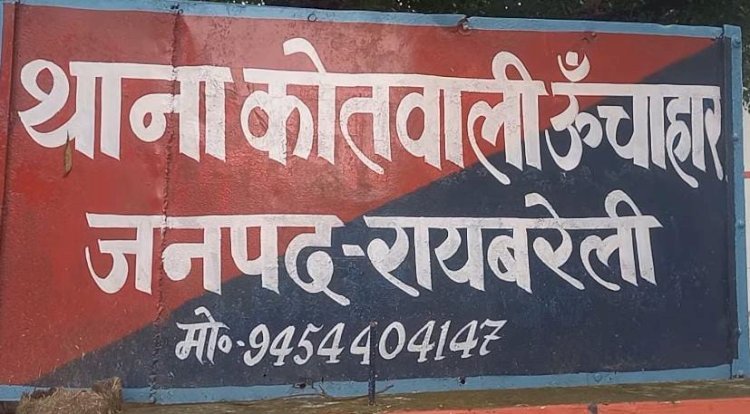 थाना कोतवाली ऊँचाहार
जनपद-रायबरेली
मो०-9454404147